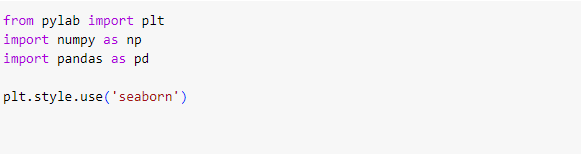 from pylab import plt
import numpy as np
import pandas as pd
plt.style.use('seaborn')